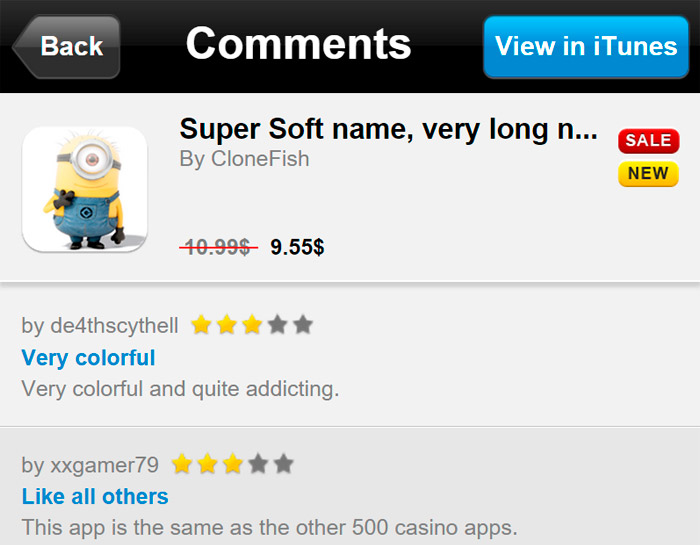 Back
Comments
View in iTunes
Super Soft name, very long n...
By CloneFish
SALE
NEW
10.99$ 9.55$
by de4thscythell
Very colorful
Very colorful and quite addicting.
by xxgamer79
Like all others
This app is the same as the other 500 casino apps.